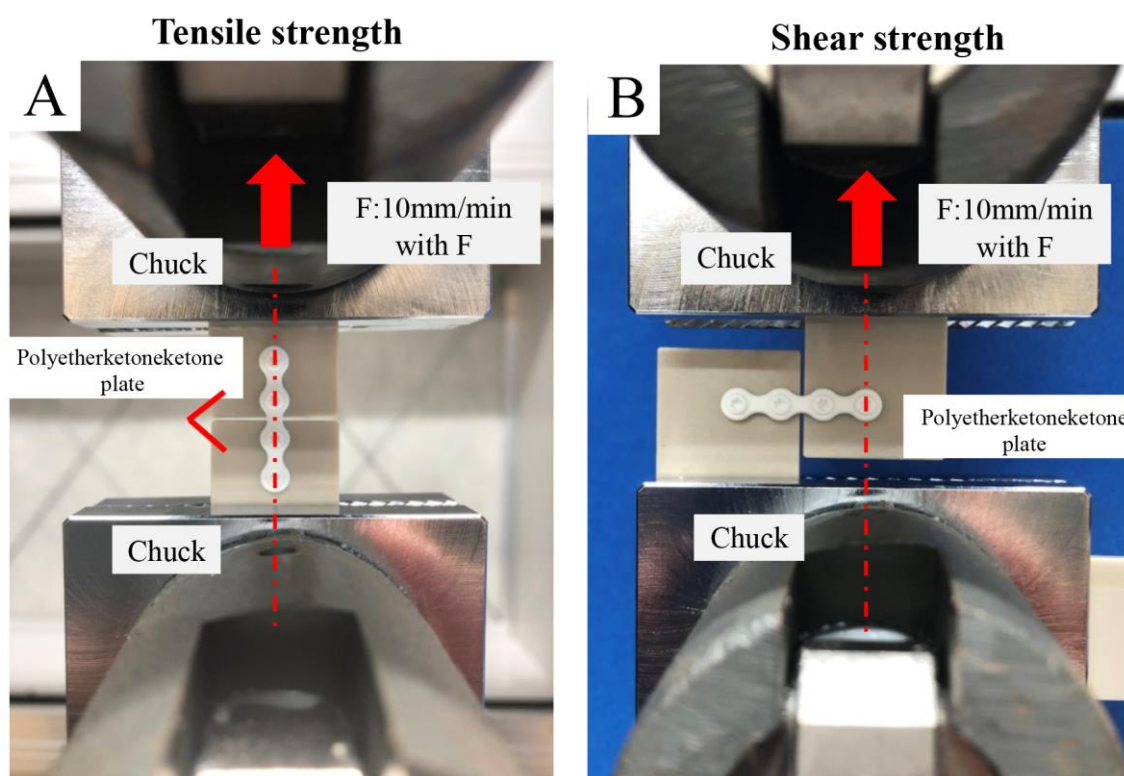 Tensile strength
Shear strength
A
F:10mm/min
with F
Chuck
Polyetherketoneketone
plate
Chuck
B
F:10mm/min
with F
Chuck
Polyetherketoneketone
plate
Chuck